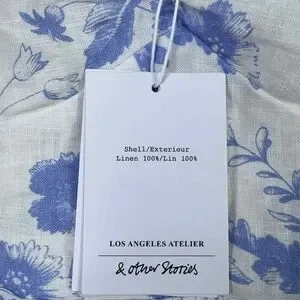 Shell/Exterieur
Linen 100%/Lin 100%
LOS ANGELES ATELIER
& other Stories